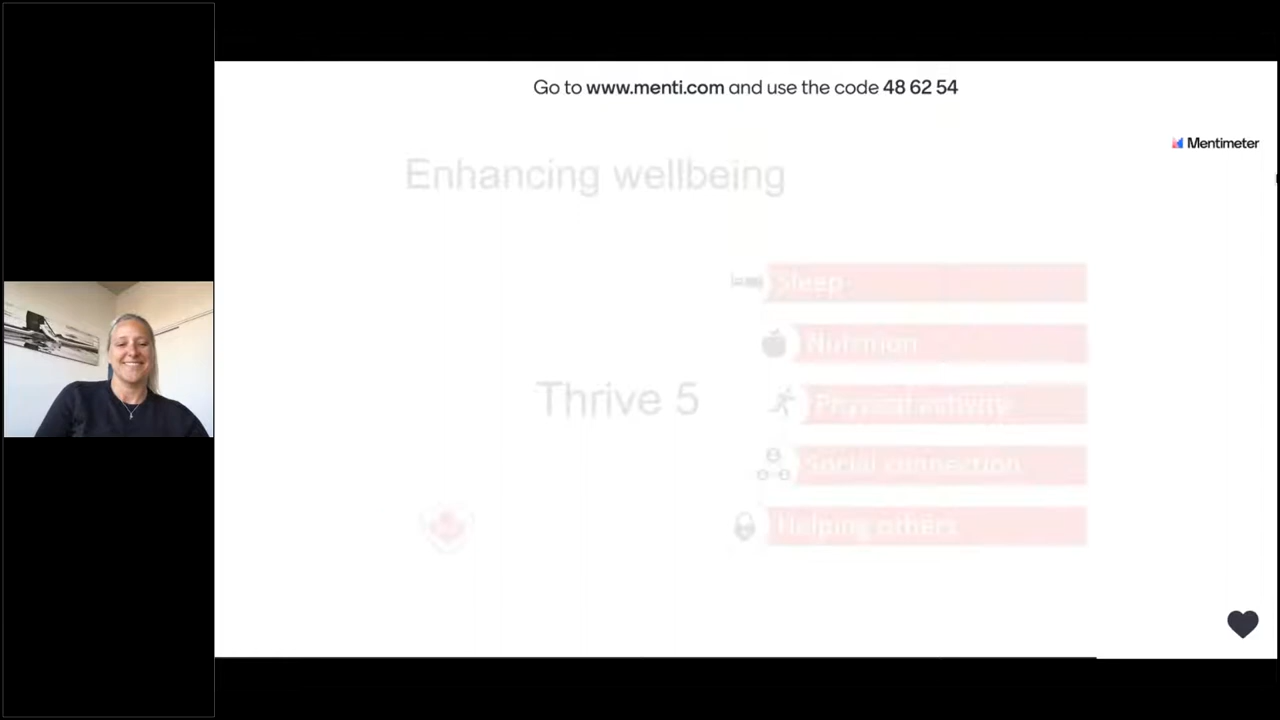 Go to www.menti.com and use the code 48 62 54
Mentimeter
Enhancing wellbeing
Sleep
Nutrition
Thrive 5
Physical activity
Social connection
Helping others